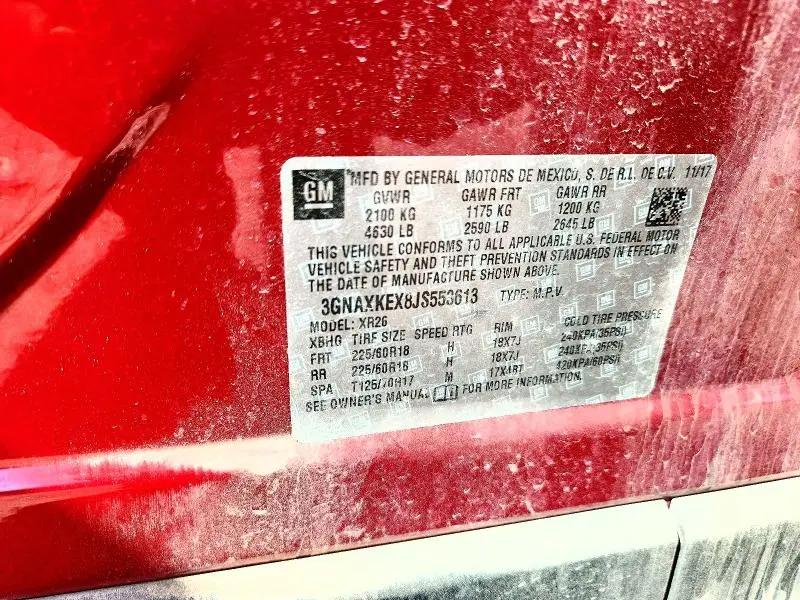 GM
MFD BY GENERAL MOTORS DE MEXICO, S. DE R.L. DE C.V. 11/17
GVWR GAWR FRT GAWR RR
2100 KG 1175 KG 1200 KG
4630 LB 2590 LB 2645 LB
THIS VEHICLE CONFORMS TO ALL APPLICABLE U.S. FEDERAL MOTOR
VEHICLE SAFETY AND THEFT PREVENTION STANDARDS IN EFFECT ON
THE DATE OF MANUFACTURE SHOWN ABOVE.
3GNAXKEX8JS553613 TYPE: M.P.V.
MODEL: XR26
XBHG TIRE SIZE SPEED RTG RIM COLD TIRE PRESSURE
FRT 225/60R18 H 18X7J 240KPA(35PSI)
RR 225/60R18 H 18X7J 240KPA(35PSI)
SPA T125/70R17 M 17X4BT 420KPA(60PSI)
SEE OWNER'S MANUAL FOR MORE INFORMATION.